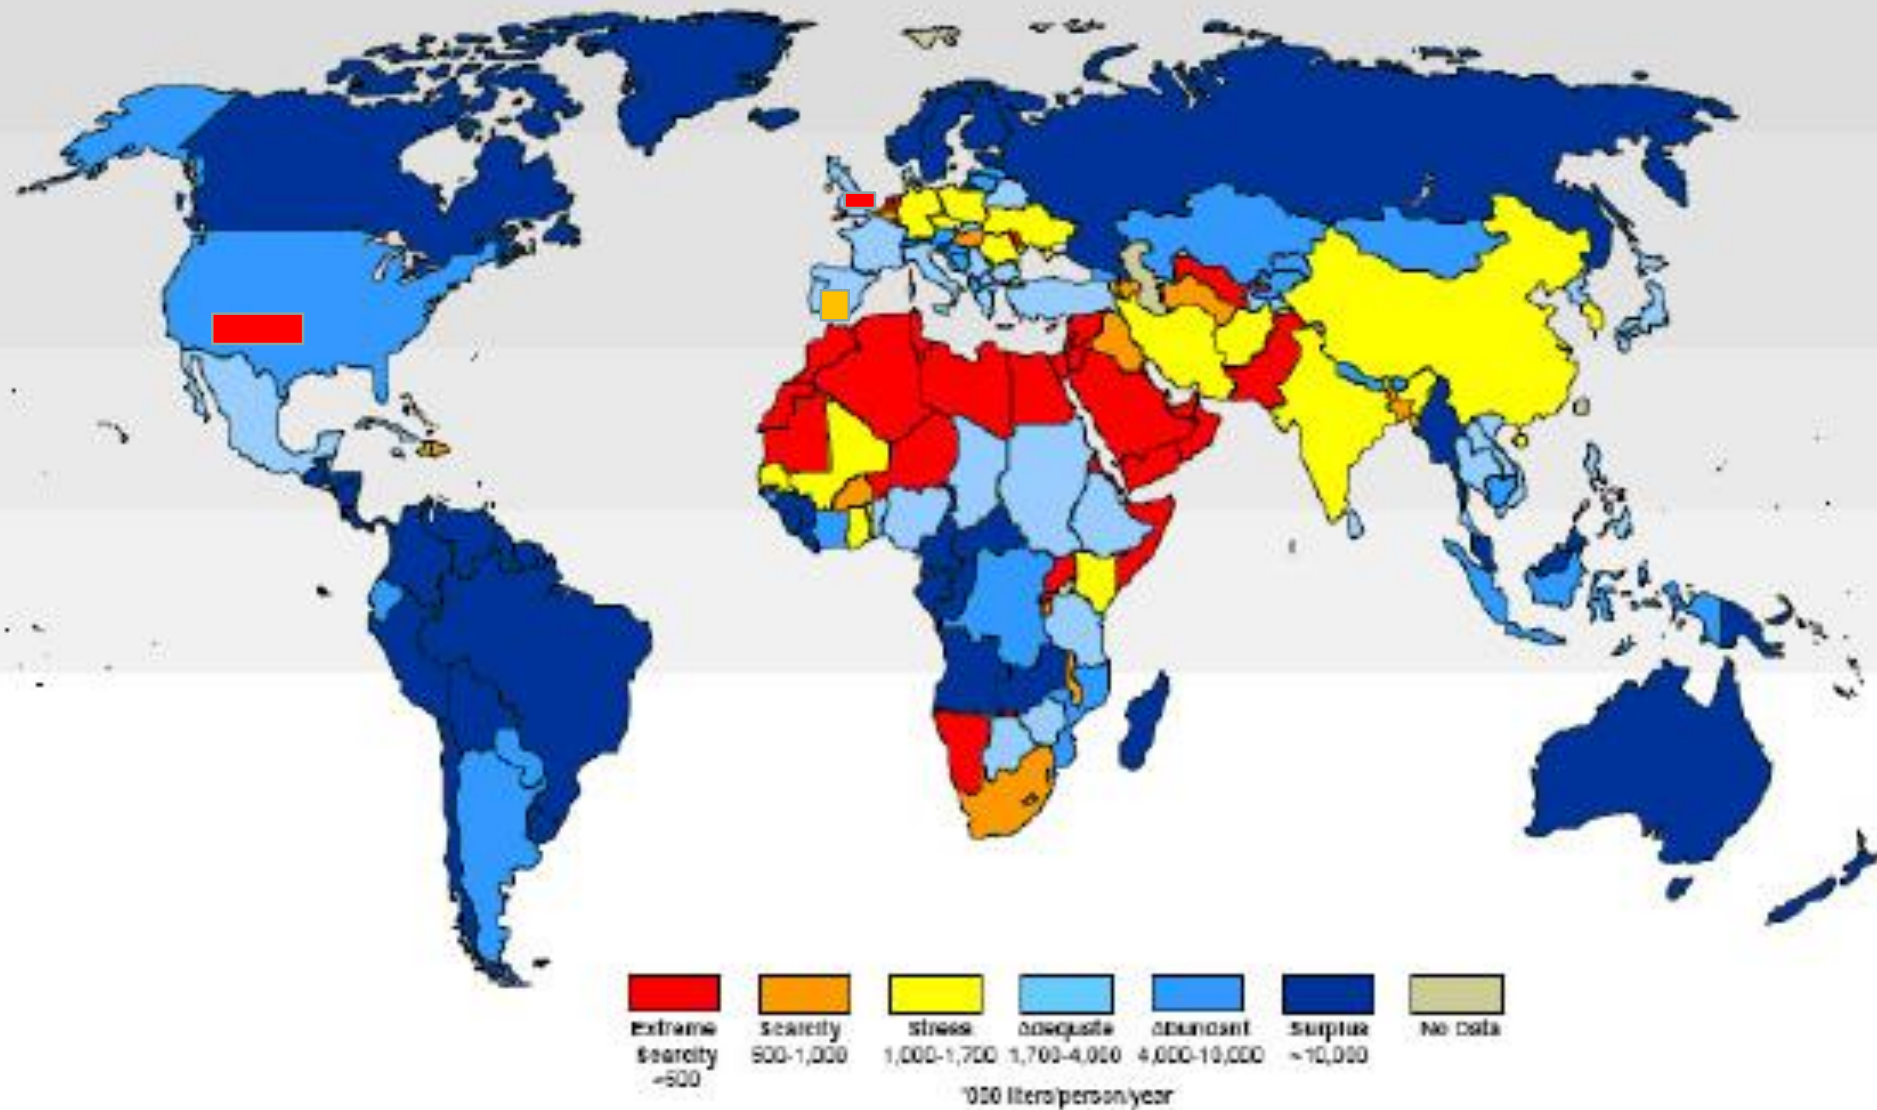 Extreme Scarcity Stress Adequate Abundant Surplus No Data
Scarcity 500-1,000 1,000-1,700 1,700-4,000 4,000-10,000 >10,000
<500
'000 liters/person/year